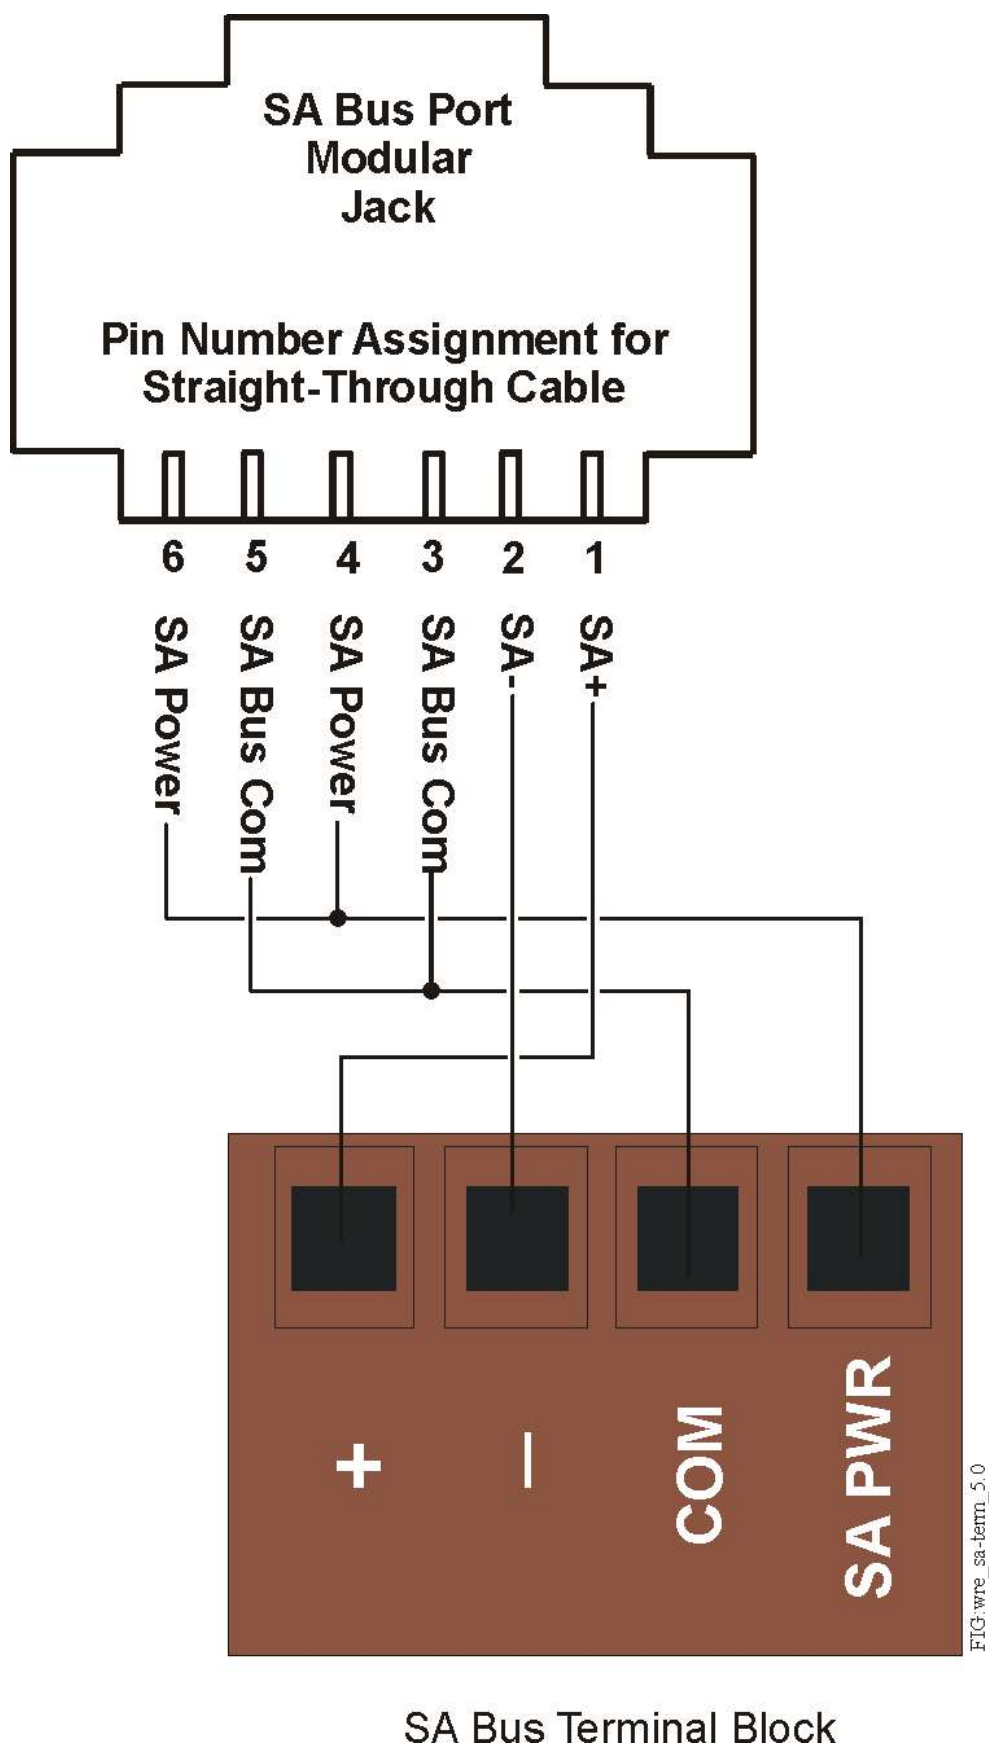 SA Bus Port
Modular
Jack
Pin Number Assignment for
Straight-Through Cable
6 5 4 3 2 1
SA Power
SA Bus Com
SA Power
SA Bus Com
SA-
SA+
+
–
COM
SA PWR
FIG:wre_sa-term_5.0
SA Bus Terminal Block